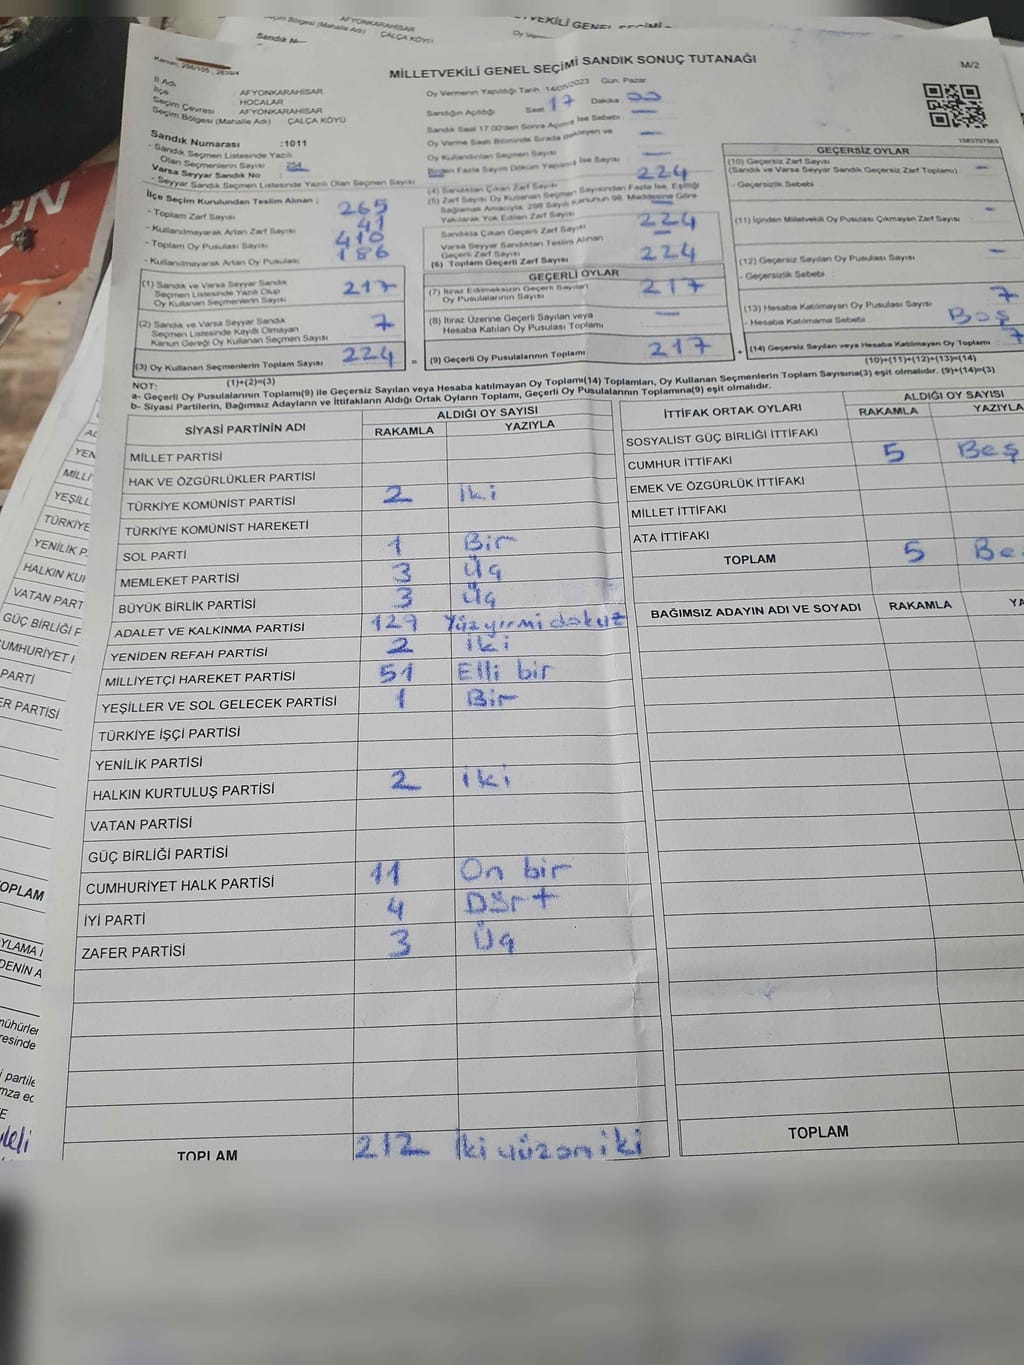 MİLLETVEKİLİ GENEL SEÇİMİ SANDIK SONUÇ TUTANAĞI
M/2
İl Adı : AFYONKARAHİSAR
İlçe : HOCALAR
Seçim Çevresi : AFYONKARAHİSAR
Seçim Bölgesi (Mahalle Adı) : ÇALÇA KÖYÜ
Oy Vermenin Yapıldığı Tarih : 14/05/2023 Gün: Pazar
Sandığın Açıldığı Saat 17 Dakika 00
Sandık Numarası :1011
- Sandık Seçmen Listesinde Yazılı
Olan Seçmenlerin Sayısı : 254
Varsa Seyyar Sandık No :
- Seyyar Sandık Seçmen Listesinde Yazılı Olan Seçmen Sayısı :
İlçe Seçim Kurulundan Teslim Alınan ;
- Toplam Zarf Sayısı 265
- Kullanılmayarak Artan Zarf Sayısı 41
- Toplam Oy Pusulası Sayısı 410
- Kullanılmayarak Artan Oy Pusulası 186
(1) Sandık ve Varsa Seyyar Sandık
Seçmen Listesinde Yazılı Olup
Oy Kullanan Seçmenlerin Sayısı 217
(2) Sandık ve Varsa Seyyar Sandık
Seçmen Listesinde Kayıtlı Olmayan
Kanun Gereği Oy Kullanan Seçmen Sayısı 7
(3) Oy Kullanan Seçmenlerin Toplam Sayısı 224
(1)+(2)=(3)
(4) Sandıktan Çıkan Zarf Sayısı 224
(5) Zarf Sayısı Oy Kullanan Seçmen Sayısından Fazla İse, Eşitliği
Sağlamak Amacıyla, 298 Sayılı Kanunun 98. Maddesine Göre
Yakılarak Yok Edilen Zarf Sayısı
Sandıkta Çıkan Geçerli Zarf Sayısı 224
Varsa Seyyar Sandıktan Teslim Alınan
Geçerli Zarf Sayısı
(6) Toplam Geçerli Zarf Sayısı 224
GEÇERLİ OYLAR
(7) İtiraz Edilmeksizin Geçerli Sayılan
Oy Pusulalarının Sayısı 217
(8) İtiraz Üzerine Geçerli Sayılan veya
Hesaba Katılan Oy Pusulası Toplamı
= (9) Geçerli Oy Pusulalarının Toplamı 217
1083707565
GEÇERSİZ OYLAR
(10) Geçersiz Zarf Sayısı
(Sandık ve Varsa Seyyar Sandık Geçersiz Zarf Toplamı) -
- Geçersizlik Sebebi :
(11) İçinden Milletvekili Oy Pusulası Çıkmayan Zarf Sayısı -
(12) Geçersiz Sayılan Oy Pusulası Sayısı -
- Geçersizlik Sebebi :
(13) Hesaba Katılmayan Oy Pusulası Sayısı 7
- Hesaba Katılmama Sebebi : Boş
+ (14) Geçersiz Sayılan veya Hesaba Katılmayan Oy Toplamı 7
(10)+(11)+(12)+(13)=(14)
NOT:
a- Geçerli Oy Pusulalarının Toplamı(9) ile Geçersiz Sayılan veya Hesaba katılmayan Oy Toplamı(14) Toplamları, Oy Kullanan Seçmenlerin Toplam Sayısına(3) eşit olmalıdır. (9)+(14)=(3)
b- Siyasi Partilerin, Bağımsız Adayların ve İttifakların Aldığı Ortak Oyların Toplamı, Geçerli Oy Pusulalarının Toplamına(9) eşit olmalıdır.
SİYASİ PARTİNİN ADI ALDIĞI OY SAYISI
RAKAMLA YAZIYLA
MİLLET PARTİSİ
HAK VE ÖZGÜRLÜKLER PARTİSİ
TÜRKİYE KOMÜNİST PARTİSİ 2 İki
TÜRKİYE KOMÜNİST HAREKETİ
SOL PARTİ 1 Bir
MEMLEKET PARTİSİ 3 Üç
BÜYÜK BİRLİK PARTİSİ 3 Üç
ADALET VE KALKINMA PARTİSİ 129 Yüzyirmidokuz
YENİDEN REFAH PARTİSİ 2 İki
MİLLİYETÇİ HAREKET PARTİSİ 51 Elli bir
YEŞİLLER VE SOL GELECEK PARTİSİ 1 Bir
TÜRKİYE İŞÇİ PARTİSİ
YENİLİK PARTİSİ
HALKIN KURTULUŞ PARTİSİ 2 İki
VATAN PARTİSİ
GÜÇ BİRLİĞİ PARTİSİ
CUMHURİYET HALK PARTİSİ 11 On bir
İYİ PARTİ 4 Dört
ZAFER PARTİSİ 3 Üç
TOPLAM 212 İkiyüzoniki
İTTİFAK ORTAK OYLARI ALDIĞI OY SAYISI
RAKAMLA YAZIYLA
SOSYALİST GÜÇ BİRLİĞİ İTTİFAKI
CUMHUR İTTİFAKI 5 Beş
EMEK VE ÖZGÜRLÜK İTTİFAKI
MİLLET İTTİFAKI
ATA İTTİFAKI
TOPLAM 5 Be
BAĞIMSIZ ADAYIN ADI VE SOYADI RAKAMLA YA
TOPLAM